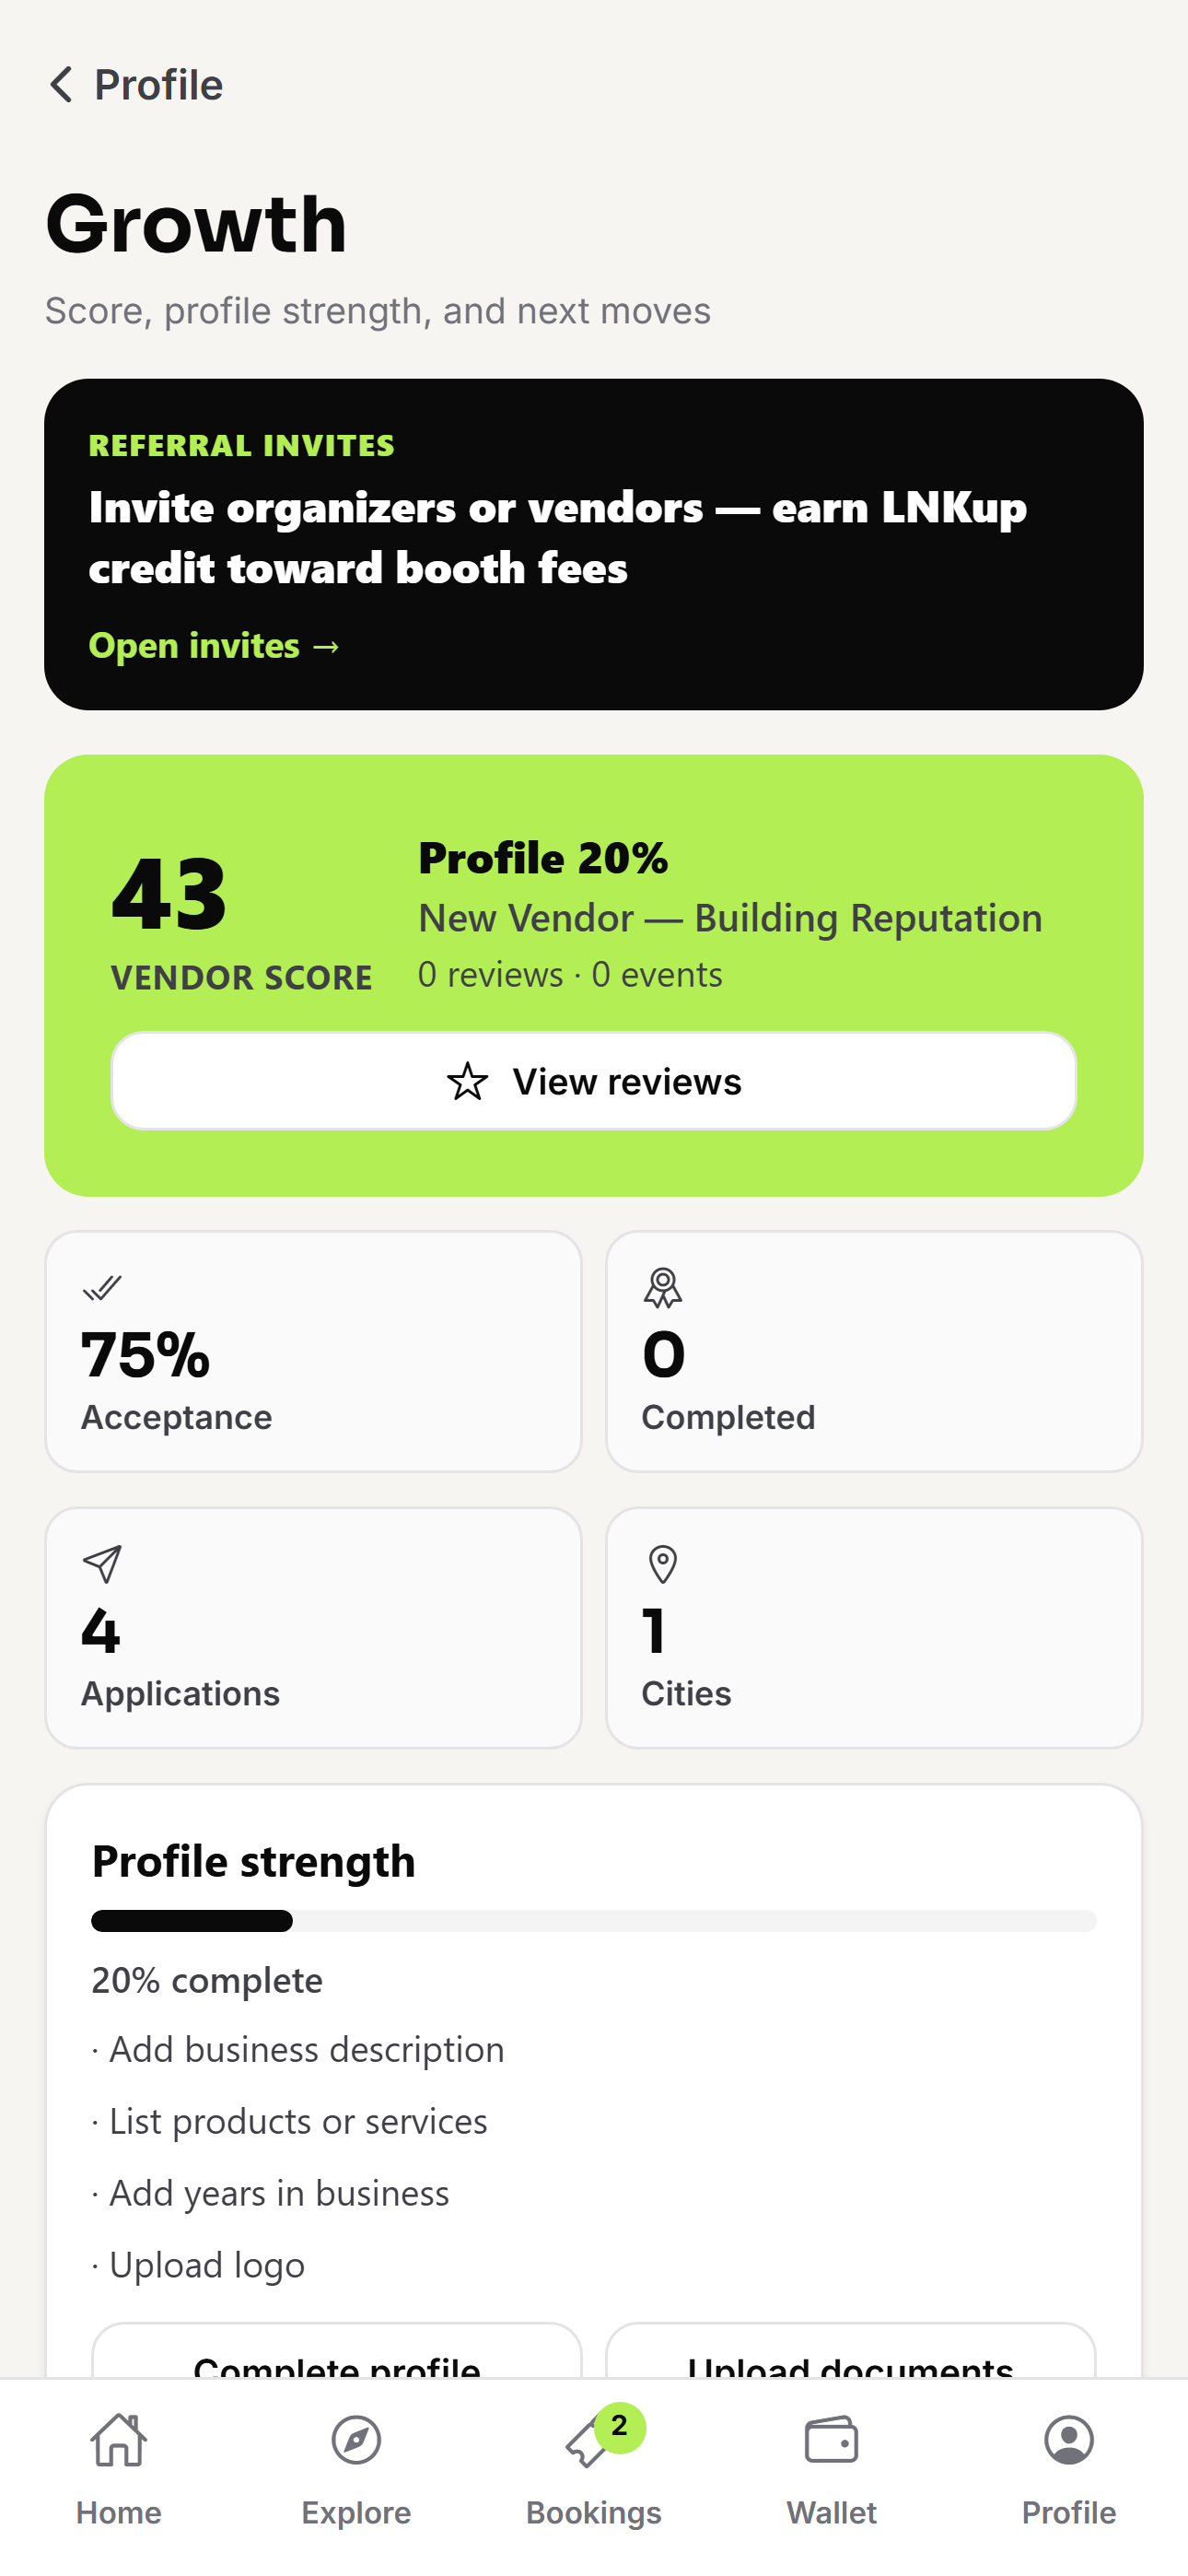 Profile
Growth
Score, profile strength, and next moves
REFERRAL INVITES
Invite organizers or vendors — earn LNKup
credit toward booth fees
Open invites →
43
VENDOR SCORE
Profile 20%
New Vendor — Building Reputation
0 reviews · 0 events
View reviews
75%
Acceptance
0
Completed
4
Applications
1
Cities
Profile strength
20% complete
· Add business description
· List products or services
· Add years in business
· Upload logo
Complete profile
Upload documents
2
Home
Explore
Bookings
Wallet
Profile